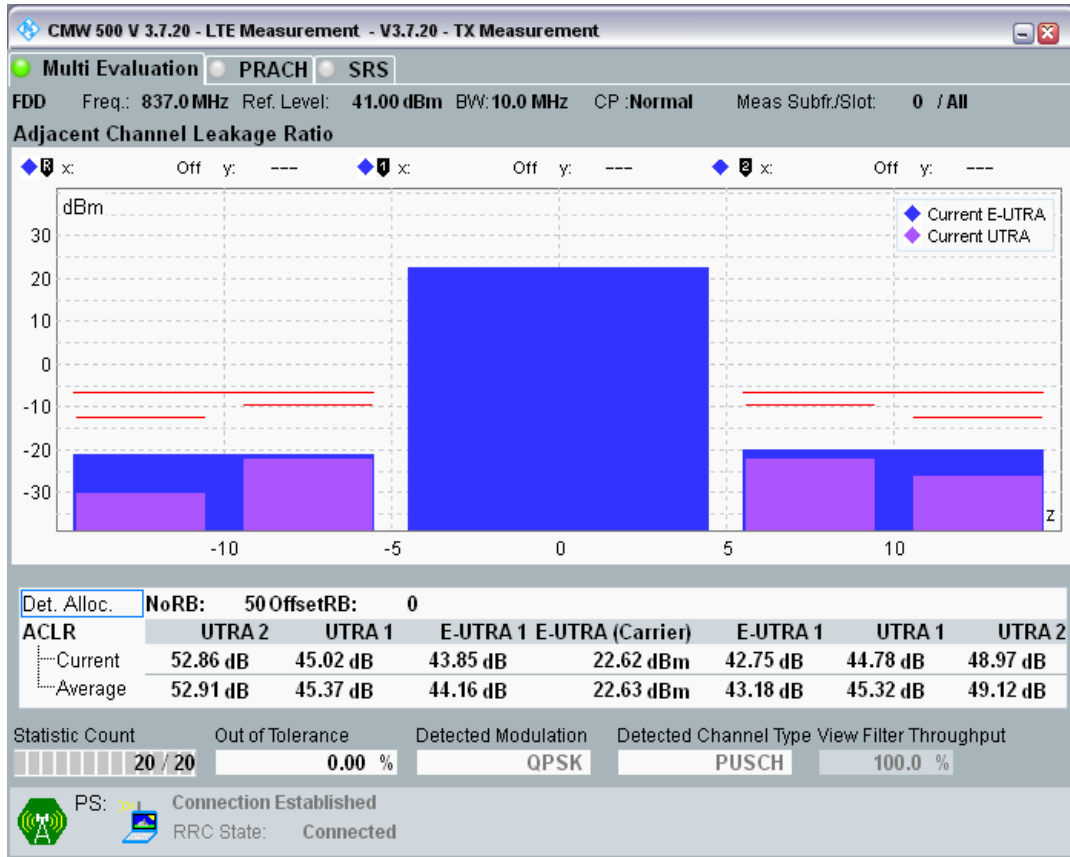 CMW 500 V 3.7.20 - LTE Measurement - V3.7.20 - TX Measurement
Multi Evaluation PRACH SRS
FDD Freq.: 837.0 MHz Ref. Level: 41.00 dBm BW: 10.0 MHz CP :Normal Meas Subfr./Slot: 0 / All
Adjacent Channel Leakage Ratio
R x: Off y: --- 1 x: Off y: --- 2 x: Off y: ---
dBm
Current E-UTRA
Current UTRA
30
20
10
0
-10
-20
-30
z
-10 -5 0 5 10
Det. Alloc. NoRB: 50 OffsetRB: 0
ACLR UTRA 2 UTRA 1 E-UTRA 1 E-UTRA (Carrier) E-UTRA 1 UTRA 1 UTRA 2
Current 52.86 dB 45.02 dB 43.85 dB 22.62 dBm 42.75 dB 44.78 dB 48.97 dB
Average 52.91 dB 45.37 dB 44.16 dB 22.63 dBm 43.18 dB 45.32 dB 49.12 dB
Statistic Count Out of Tolerance Detected Modulation Detected Channel Type View Filter Throughput
20 / 20 0.00 % QPSK PUSCH 100.0 %
PS: Connection Established
RRC State: Connected